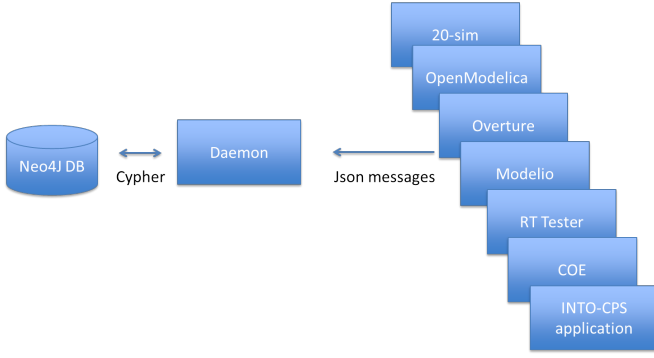 20-sim
OpenModelica
Overture
Modelio
RT Tester
COE
INTO-CPS
application
Json messages
Daemon
Cypher
Neo4J DB